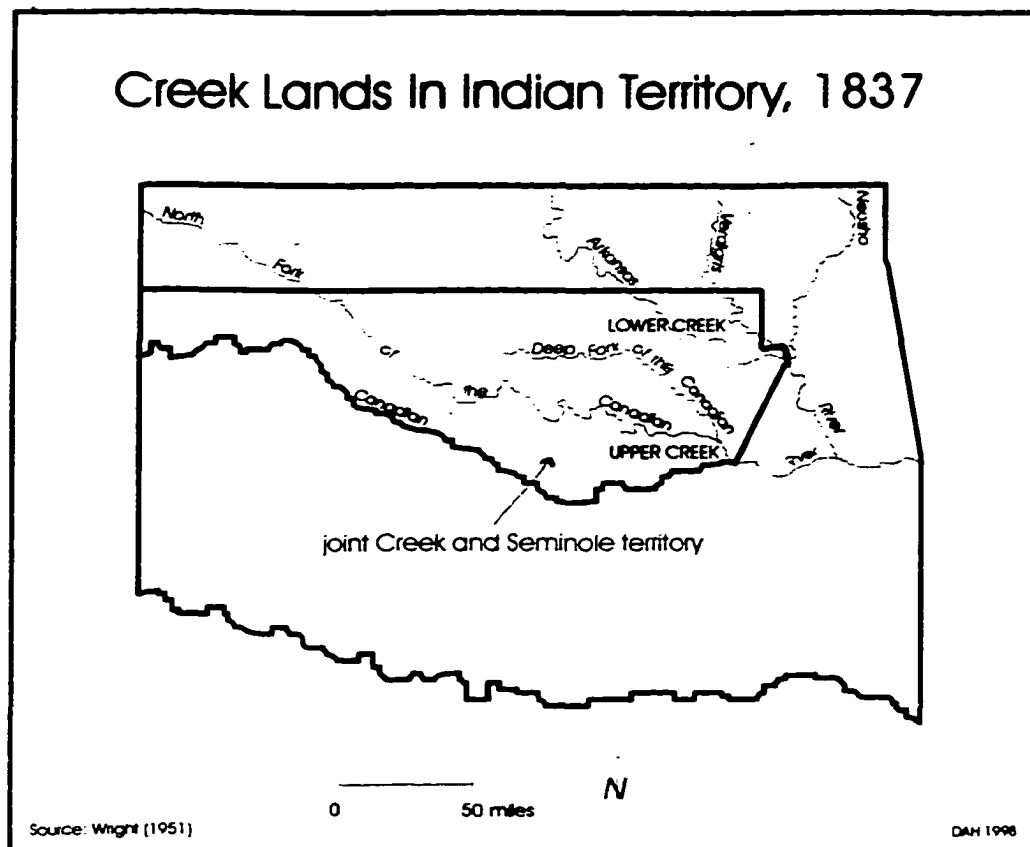 Creek Lands In Indian Territory, 1837
North
Fork
of
the
Canadian
Arkansas
Verdigris
Neosho
LOWER CREEK
Deep Fork of the
Canadian
Canadian
UPPER CREEK
River
joint Creek and Seminole territory
0 50 miles
N
Source: Wright (1951)
DAH 1998